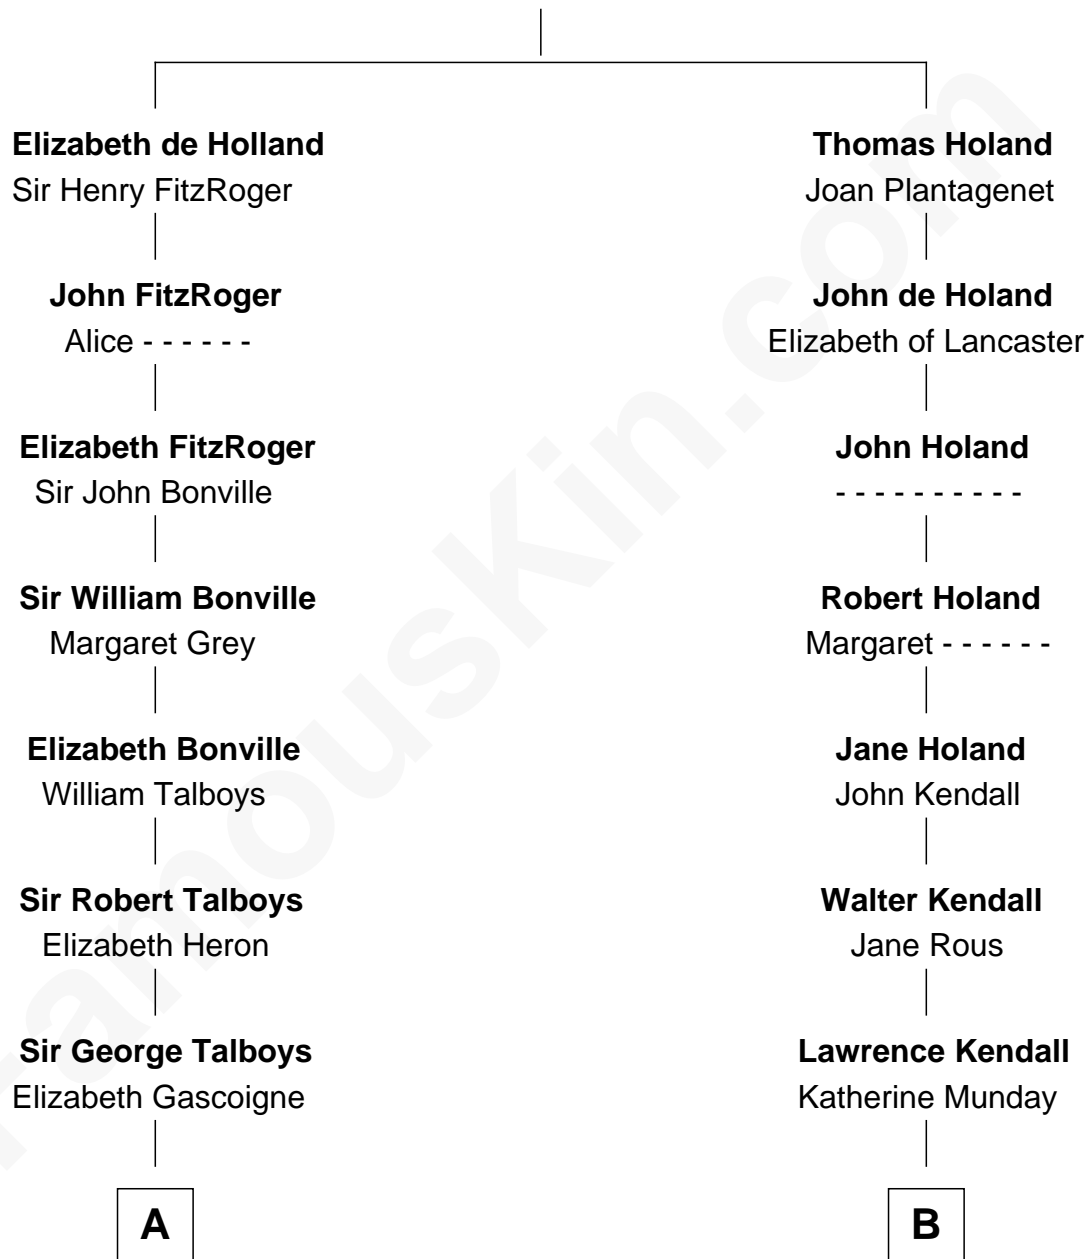 Elizabeth de Holland
Sir Henry FitzRoger
John FitzRoger
Alice - - - - - -
Elizabeth FitzRoger
Sir John Bonville
Sir William Bonville
Margaret Grey
Elizabeth Bonville
William Talboys
Sir Robert Talboys
Elizabeth Heron
Sir George Talboys
Elizabeth Gascoigne
A
Thomas Holand
Joan Plantagenet
John de Holand
Elizabeth of Lancaster
John Holand
- - - - - - - - - -
Robert Holand
Margaret - - - - - -
Jane Holand
John Kendall
Walter Kendall
Jane Rous
Lawrence Kendall
Katherine Munday
B
FamousKin.com